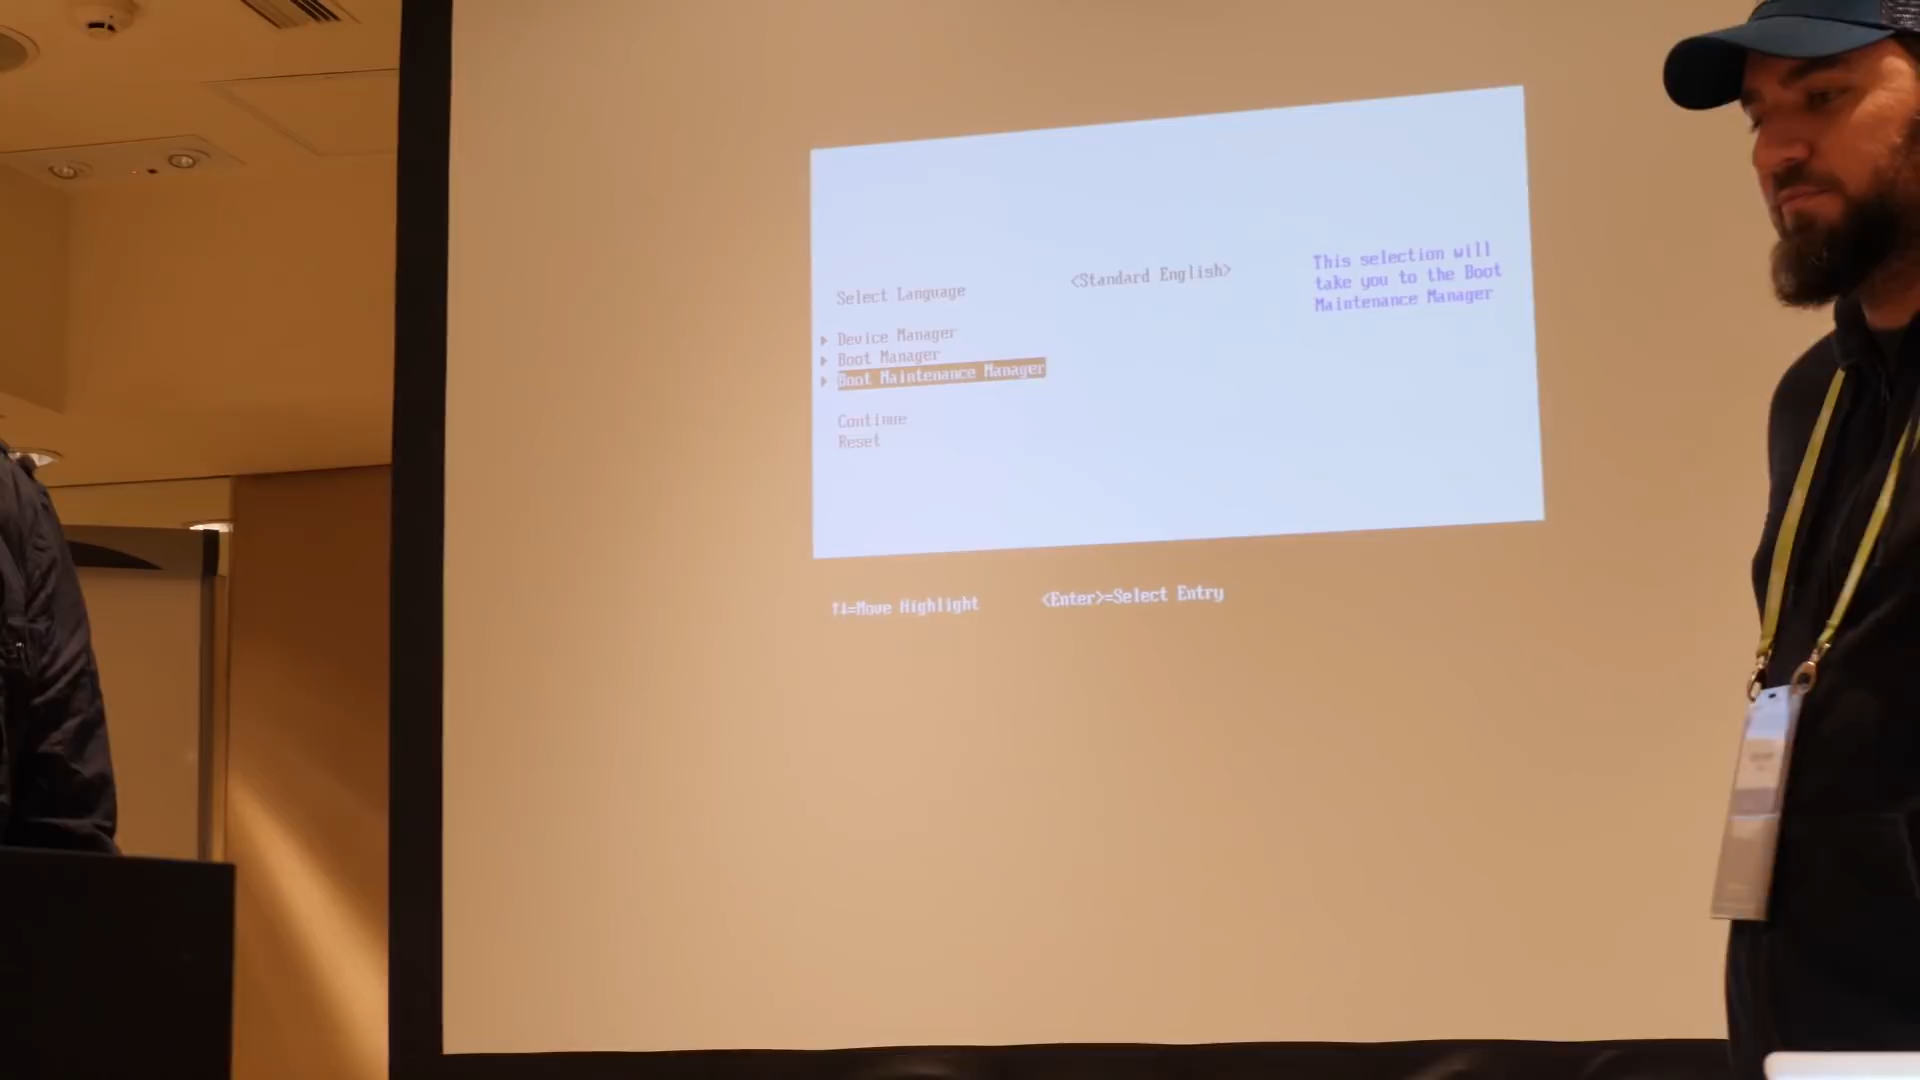 Select Language <Standard English>
This selection will
take you to the Boot
Maintenance Manager
Device Manager
Boot Manager
Boot Maintenance Manager
Continue
Reset
↑↓=Move Highlight <Enter>=Select Entry